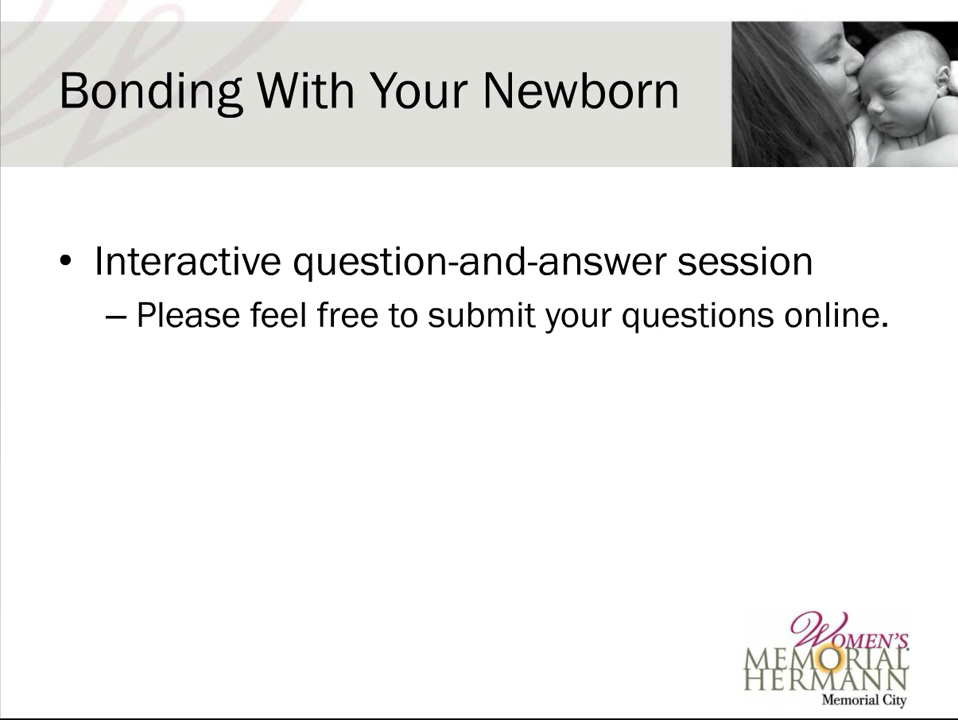 Bonding With Your Newborn
• Interactive question-and-answer session
– Please feel free to submit your questions online.
WOMEN'S
MEMORIAL
HERMANN
Memorial City